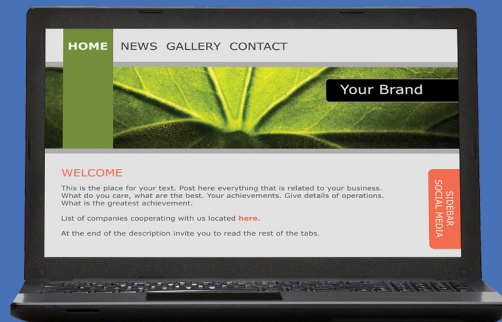 HOME NEWS GALLERY CONTACT
Your Brand
WELCOME
This is the place for your text. Post here everything that is related to your business.
What do you care, what are the best. Your achievements. Give details of operations.
What is the greatest achievement.
List of companies cooperating with us located here.
At the end of the description invite you to read the rest of the tabs.
SIDEBAR
SOCIAL MEDIA